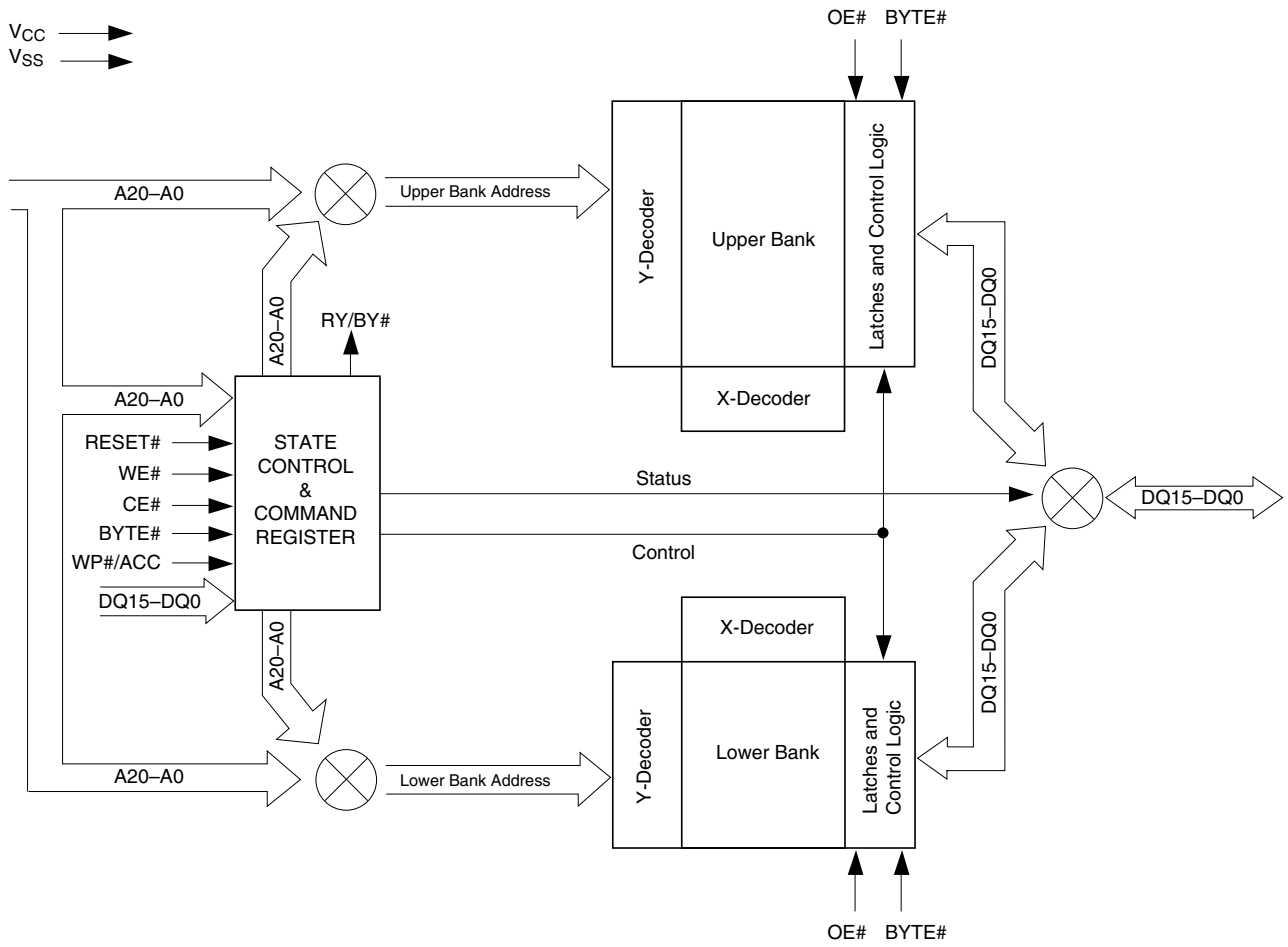 VCC
VSS
OE# BYTE#
A20–A0
Upper Bank Address
Y-Decoder
Upper Bank
Latches and Control Logic
X-Decoder
DQ15–DQ0
A20–A0
RY/BY#
A20–A0
RESET#
WE#
CE#
BYTE#
WP#/ACC
DQ15–DQ0
STATE
CONTROL
&
COMMAND
REGISTER
Status
Control
DQ15–DQ0
A20–A0
X-Decoder
Y-Decoder
Lower Bank
Latches and
Control Logic
DQ15–DQ0
A20–A0
Lower Bank Address
OE# BYTE#